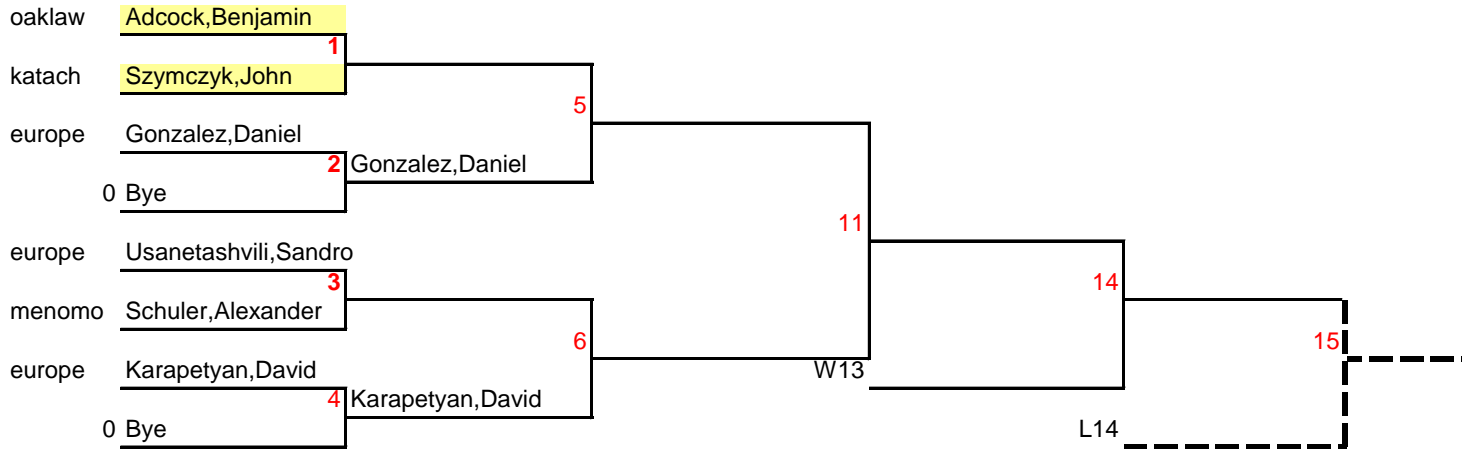 oaklaw Adcock,Benjamin
1
katach Szymczyk,John
5
europe Gonzalez,Daniel
2 Gonzalez,Daniel
0 Bye
11
europe Usanetashvili,Sandro
3
14
menomo Schuler,Alexander
6
15
europe Karapetyan,David
W13
4 Karapetyan,David
0 Bye
L14